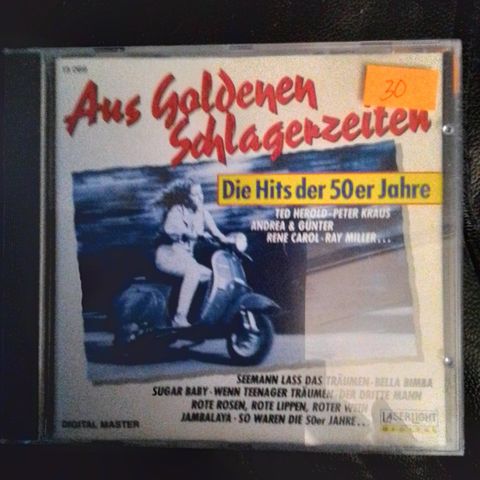 30
Aus Goldenen
Schlagerzeiten
Die Hits der 50er Jahre
TED HEROLD · PETER KRAUS
ANDREA & GÜNTER
RENE CAROL · RAY MILLER...
SEEMANN LASS DAS TRÄUMEN · BELLA BIMBA
SUGAR BABY · WENN TEENAGER TRÄUMEN · DER DRITTE MANN
ROTE ROSEN, ROTE LIPPEN, ROTER WEIN
JAMBALAYA · SO WAREN DIE 50er JAHRE...
DIGITAL MASTER
LASERLIGHT
DIGITAL